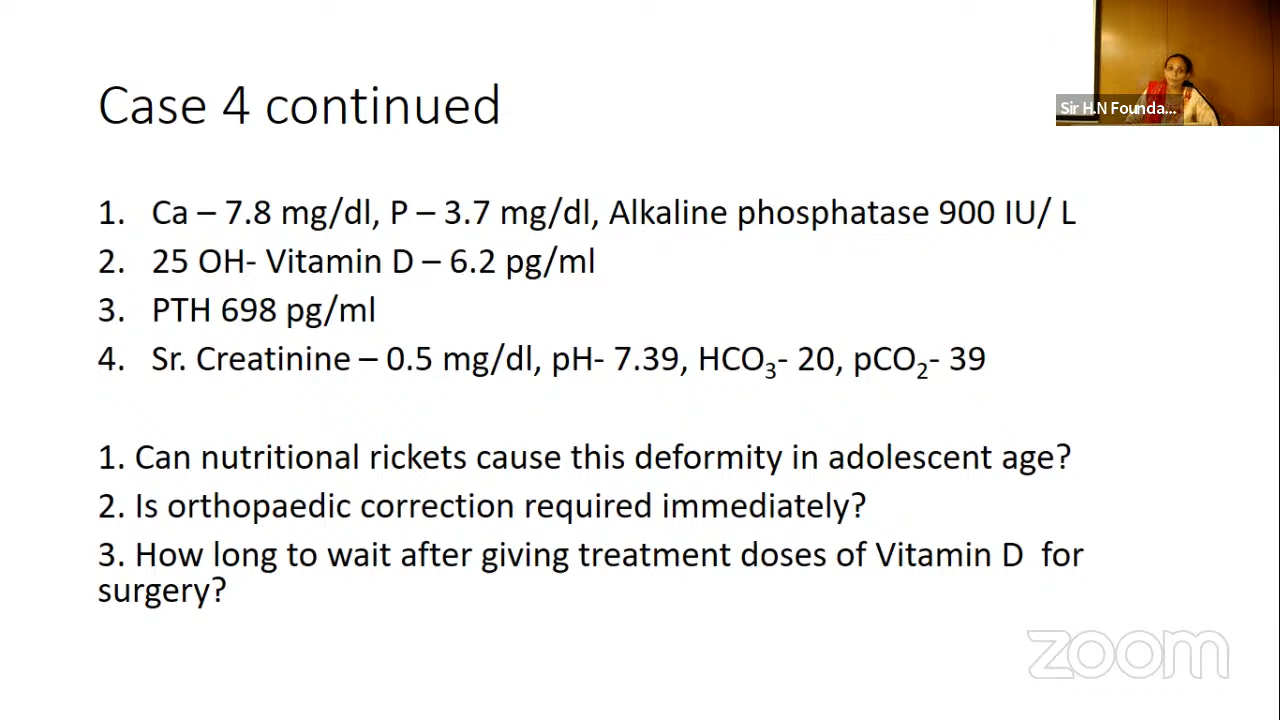 Case 4 continued
Sir H.N Founda...
1. Ca – 7.8 mg/dl, P – 3.7 mg/dl, Alkaline phosphatase 900 IU/ L
2. 25 OH- Vitamin D – 6.2 pg/ml
3. PTH 698 pg/ml
4. Sr. Creatinine – 0.5 mg/dl, pH- 7.39, HCO₃- 20, pCO₂- 39
1. Can nutritional rickets cause this deformity in adolescent age?
2. Is orthopaedic correction required immediately?
3. How long to wait after giving treatment doses of Vitamin D for
surgery?
zoom